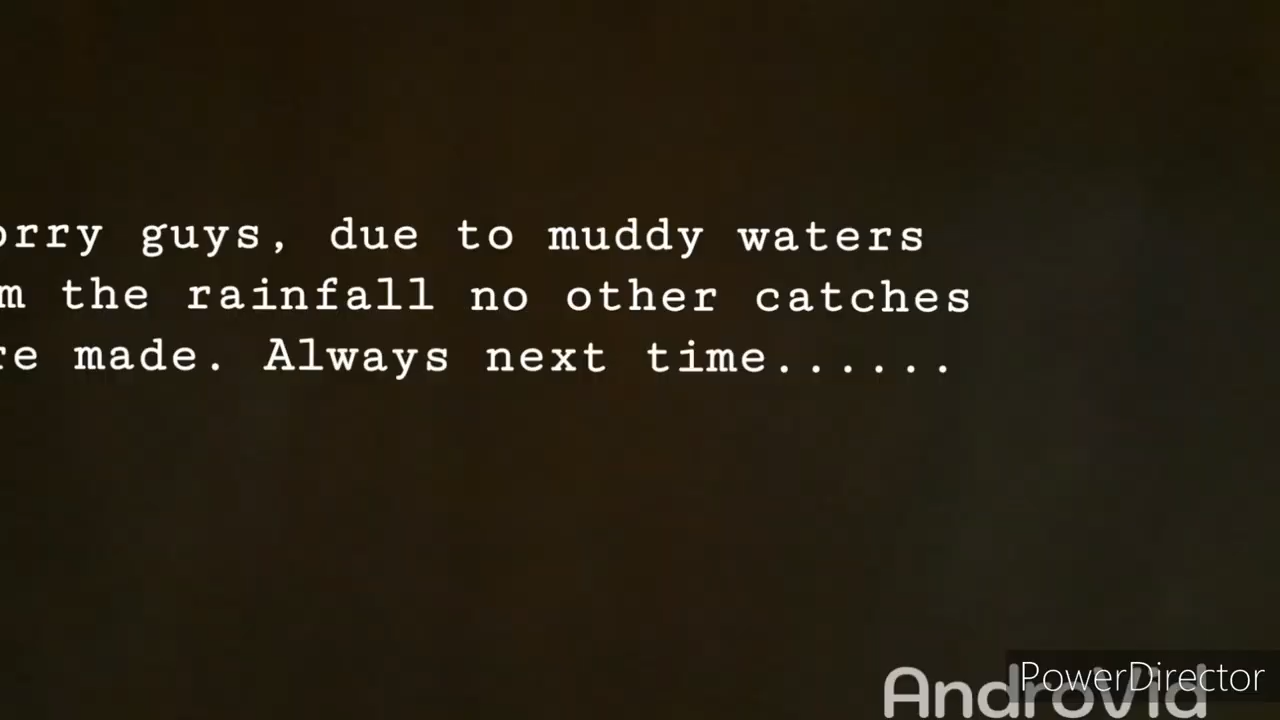 orry guys, due to muddy waters
m the rainfall no other catches
re made. Always next time......
PowerDirector
AndroVid